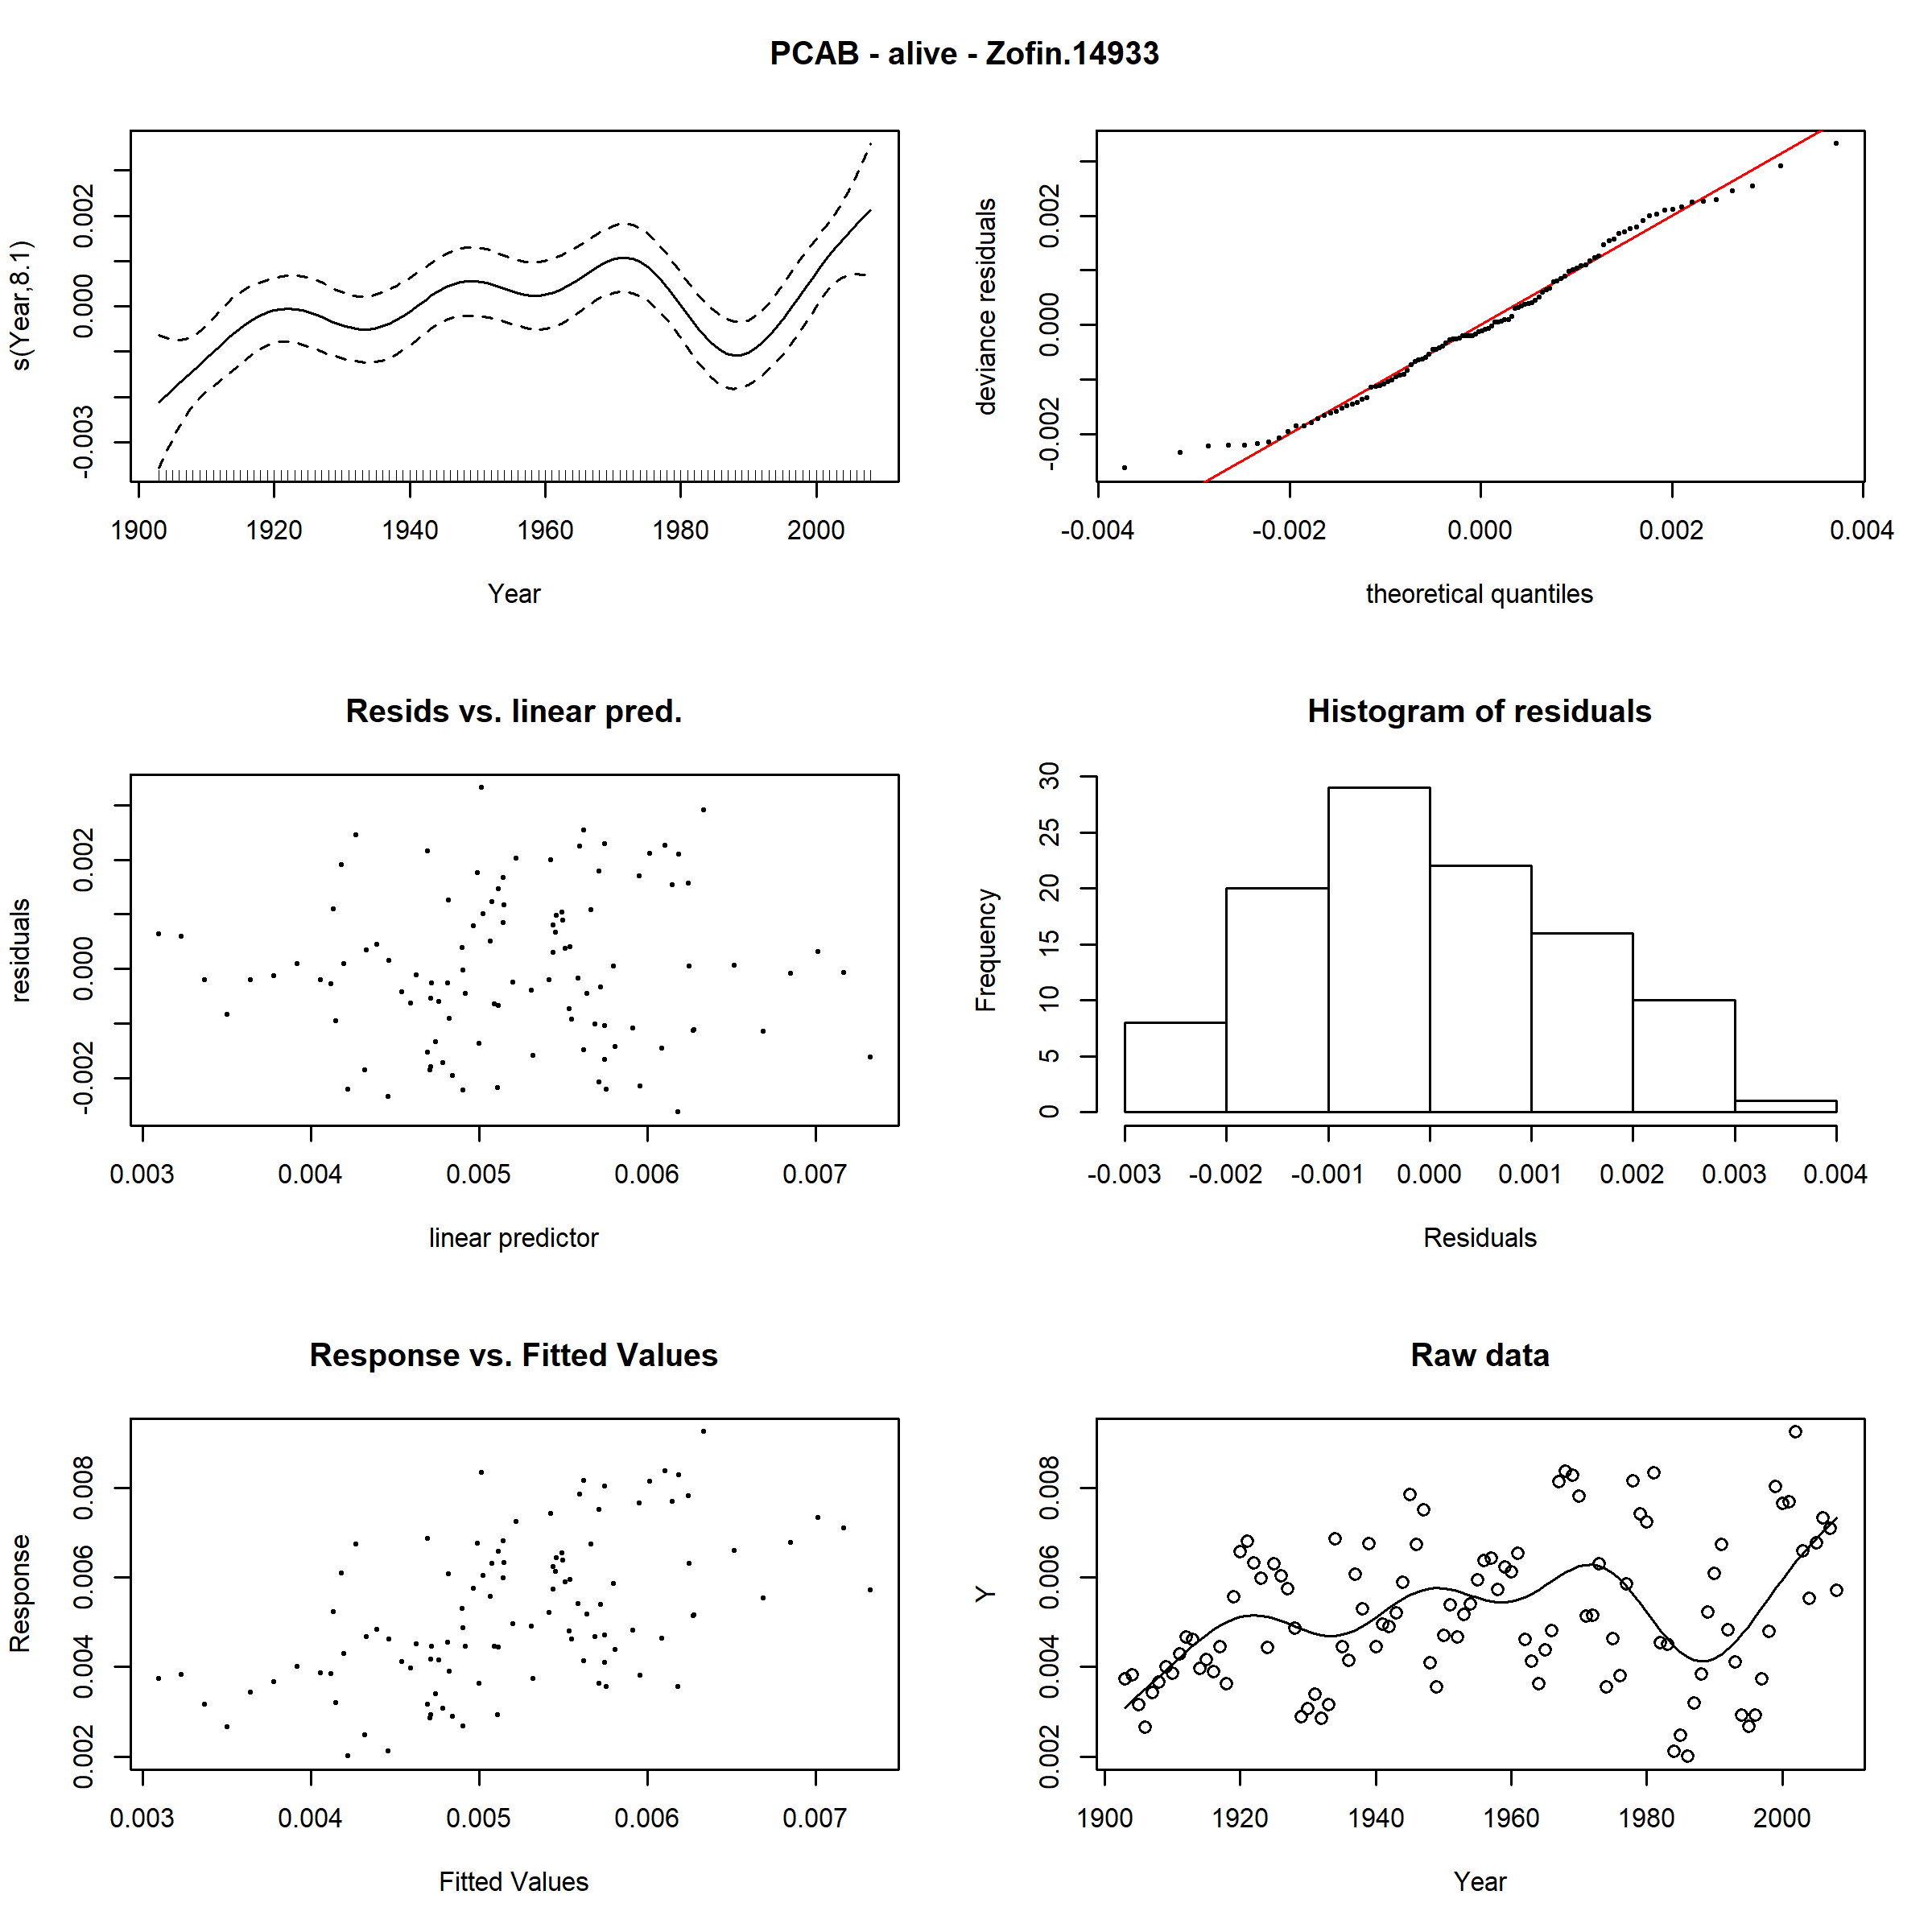 PCAB - alive - Zofin.14933
s(Year,8.1)
0.002
0.000
-0.003
1900 1920 1940 1960 1980 2000
Year
deviance residuals
0.002
0.000
-0.002
-0.004 -0.002 0.000 0.002 0.004
theoretical quantiles
Resids vs. linear pred.
residuals
0.002
0.000
-0.002
0.003 0.004 0.005 0.006 0.007
linear predictor
Histogram of residuals
Frequency
30
25
20
15
10
5
0
-0.003 -0.002 -0.001 0.000 0.001 0.002 0.003 0.004
Residuals
Response vs. Fitted Values
Response
0.008
0.006
0.004
0.002
0.003 0.004 0.005 0.006 0.007
Fitted Values
Raw data
Y
0.008
0.006
0.004
0.002
1900 1920 1940 1960 1980 2000
Year